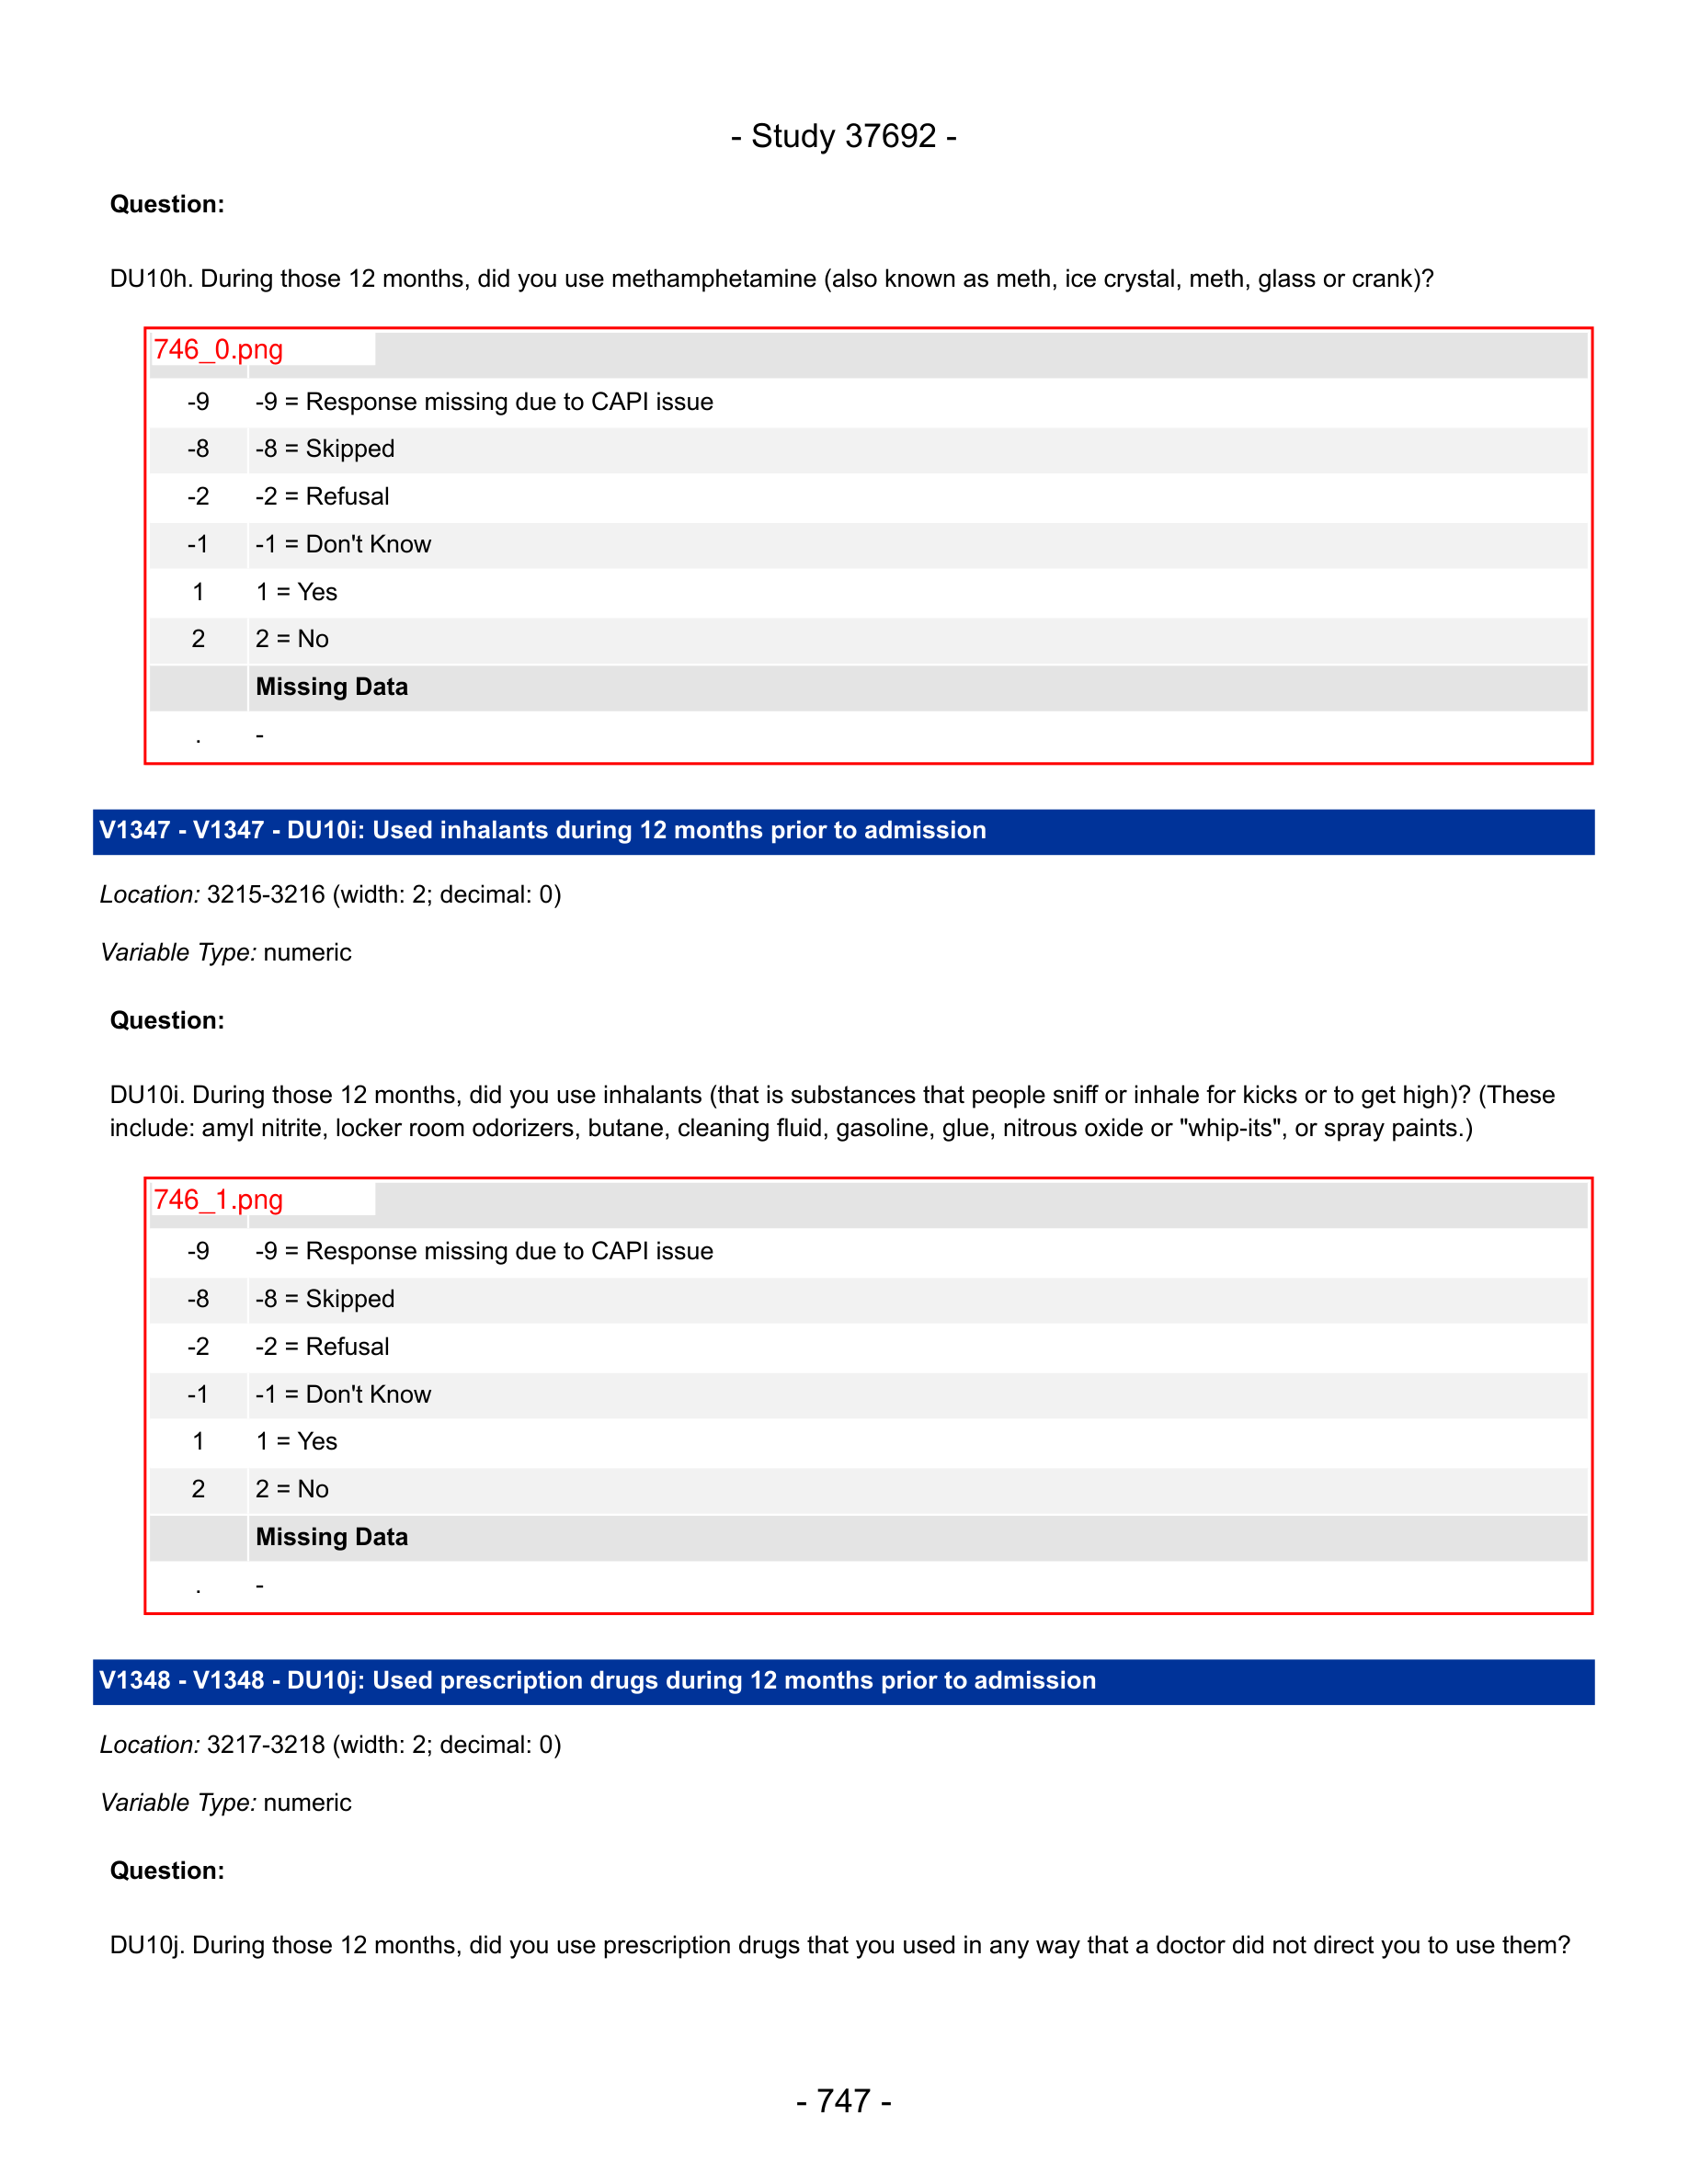 - Study 37692 -
Question:
DU10h. During those 12 months, did you use methamphetamine (also known as meth, ice crystal, meth, glass or crank)?
746_0.png
-9 -9 = Response missing due to CAPI issue
-8 -8 = Skipped
-2 -2 = Refusal
-1 -1 = Don't Know
1 1 = Yes
2 2 = No
Missing Data
. -
V1347 - V1347 - DU10i: Used inhalants during 12 months prior to admission
Location: 3215-3216 (width: 2; decimal: 0)
Variable Type: numeric
Question:
DU10i. During those 12 months, did you use inhalants (that is substances that people sniff or inhale for kicks or to get high)? (These
include: amyl nitrite, locker room odorizers, butane, cleaning fluid, gasoline, glue, nitrous oxide or "whip-its", or spray paints.)
746_1.png
-9 -9 = Response missing due to CAPI issue
-8 -8 = Skipped
-2 -2 = Refusal
-1 -1 = Don't Know
1 1 = Yes
2 2 = No
Missing Data
. -
V1348 - V1348 - DU10j: Used prescription drugs during 12 months prior to admission
Location: 3217-3218 (width: 2; decimal: 0)
Variable Type: numeric
Question:
DU10j. During those 12 months, did you use prescription drugs that you used in any way that a doctor did not direct you to use them?
- 747 -